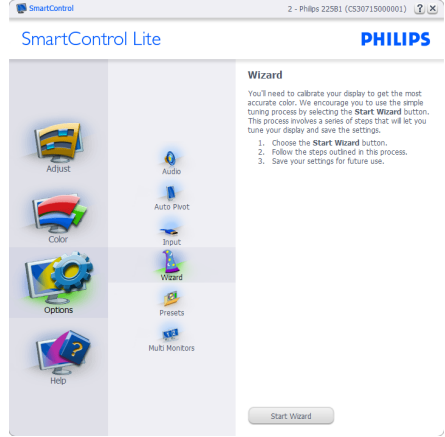 SmartControl
2 - Philips 225B1 (CS30715000001)
SmartControl Lite
PHILIPS
Adjust
Color
Options
Help
Audio
Auto Pivot
Input
Wizard
Presets
Multi Monitors
Wizard
You'll need to calibrate your display to get the most
accurate color. We encourage you to use the simple
tuning process by selecting the Start Wizard button.
This process involves a series of steps that will let you
tune your display and save the settings.
1. Choose the Start Wizard button.
2. Follow the steps outlined in this process.
3. Save your settings for future use.
Start Wizard